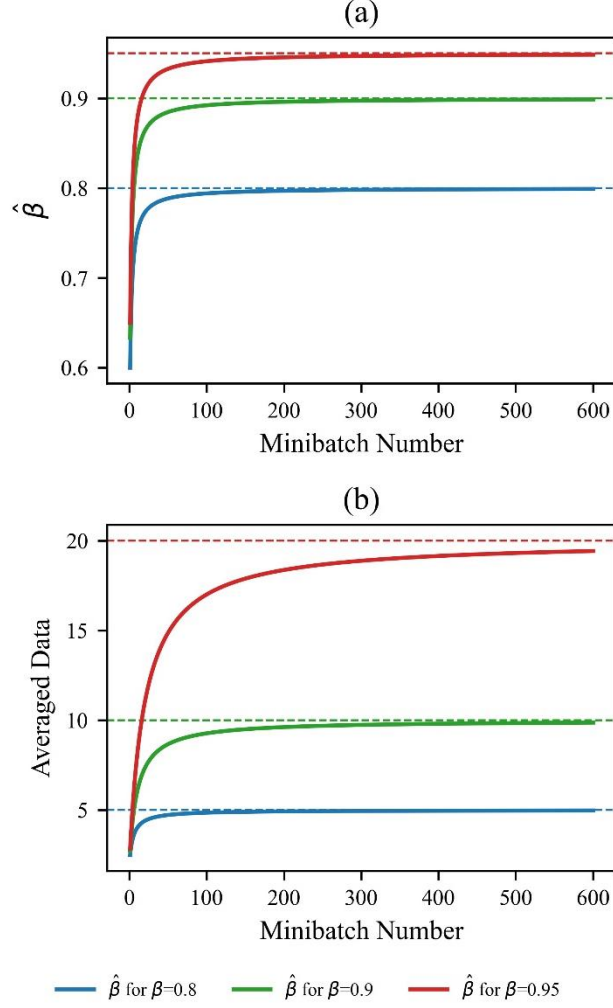 (a)
0.9
0.8
0.7
0.6
β̂
0 100 200 300 400 500 600
Minibatch Number
(b)
20
15
10
5
Averaged Data
0 100 200 300 400 500 600
Minibatch Number
β̂ for β=0.8 β̂ for β=0.9 β̂ for β=0.95